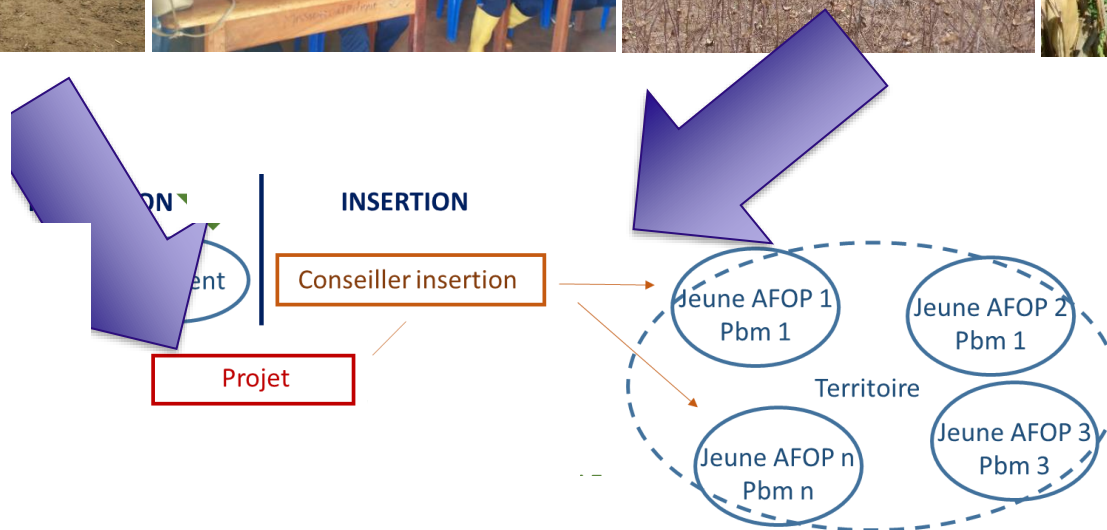 INSERTION
Conseiller insertion
Projet
Jeune AFOP 1
Pbm 1
Jeune AFOP 2
Pbm 1
Territoire
Jeune AFOP 3
Pbm 3
Jeune AFOP n
Pbm n